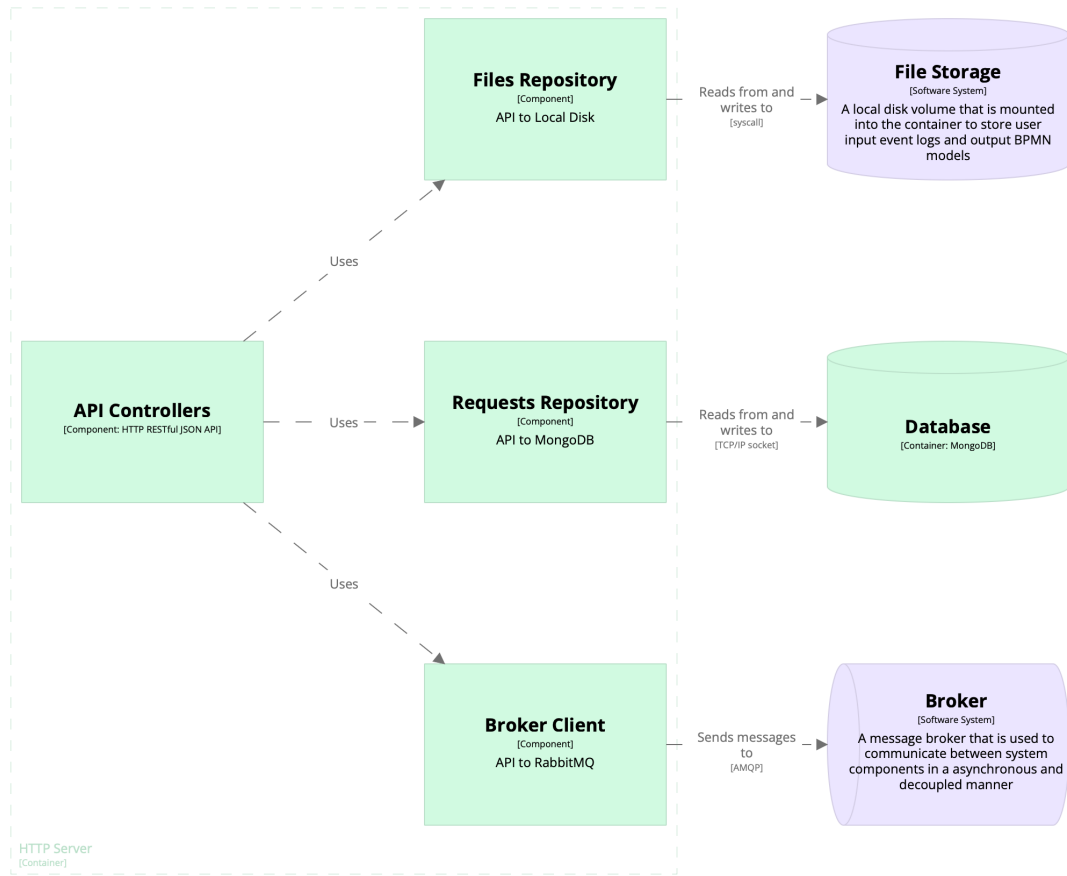 Files Repository
[Component]
API to Local Disk
Reads from and
writes to
[syscall]
File Storage
[Software System]
A local disk volume that is mounted
into the container to store user
input event logs and output BPMN
models
Uses
API Controllers
[Component: HTTP RESTful JSON API]
Uses
Requests Repository
[Component]
API to MongoDB
Reads from and
writes to
[TCP/IP socket]
Database
[Container: MongoDB]
Uses
Broker Client
[Component]
API to RabbitMQ
Sends messages
to
[AMQP]
Broker
[Software System]
A message broker that is used to
communicate between system
components in a asynchronous and
decoupled manner
HTTP Server
[Container]